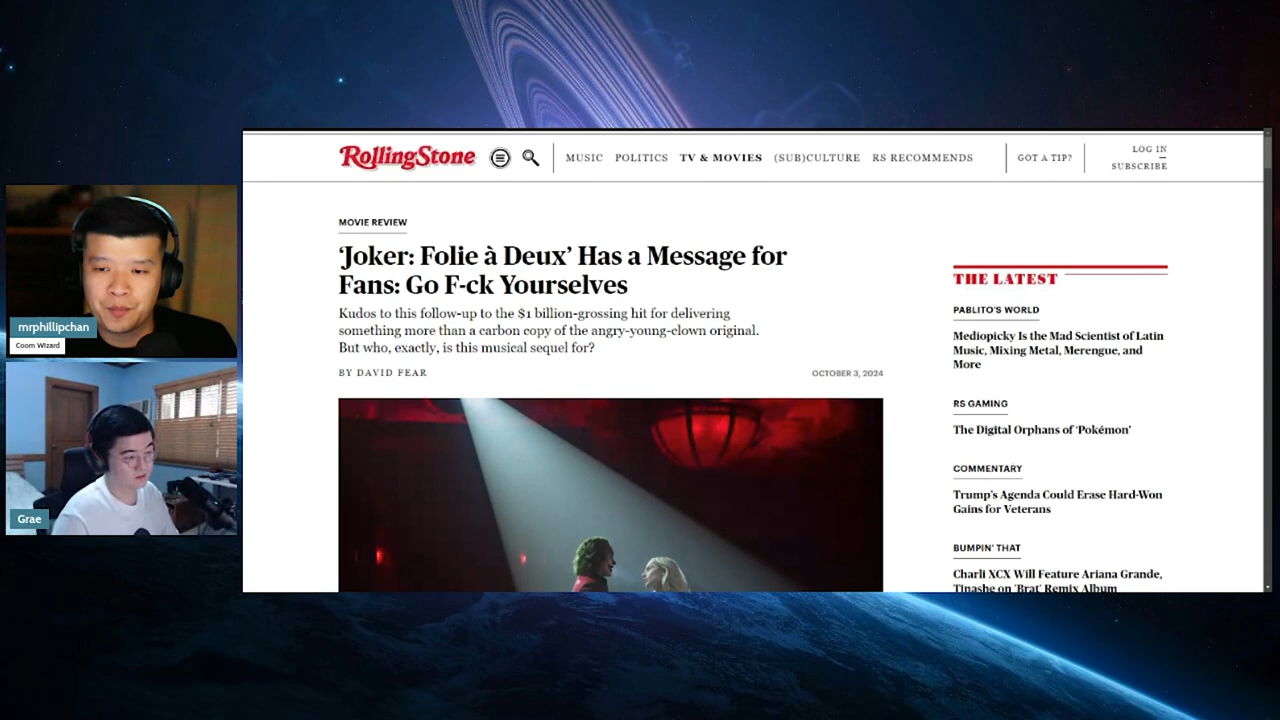 RollingStone
MUSIC POLITICS TV & MOVIES (SUB)CULTURE RS RECOMMENDS
GOT A TIP?
LOG IN
SUBSCRIBE
MOVIE REVIEW
‘Joker: Folie à Deux’ Has a Message for
Fans: Go F-ck Yourselves
Kudos to this follow-up to the $1 billion-grossing hit for delivering
something more than a carbon copy of the angry-young-clown original.
But who, exactly, is this musical sequel for?
BY DAVID FEAR
OCTOBER 3, 2024
THE LATEST
PABLITO'S WORLD
Mediopicky Is the Mad Scientist of Latin
Music, Mixing Metal, Merengue, and
More
RS GAMING
The Digital Orphans of ‘Pokémon’
COMMENTARY
Trump’s Agenda Could Erase Hard-Won
Gains for Veterans
BUMPIN' THAT
Charli XCX Will Feature Ariana Grande,
Tinashe on ‘Brat’ Remix Album
mrphillipchan
Coom Wizard
Grae